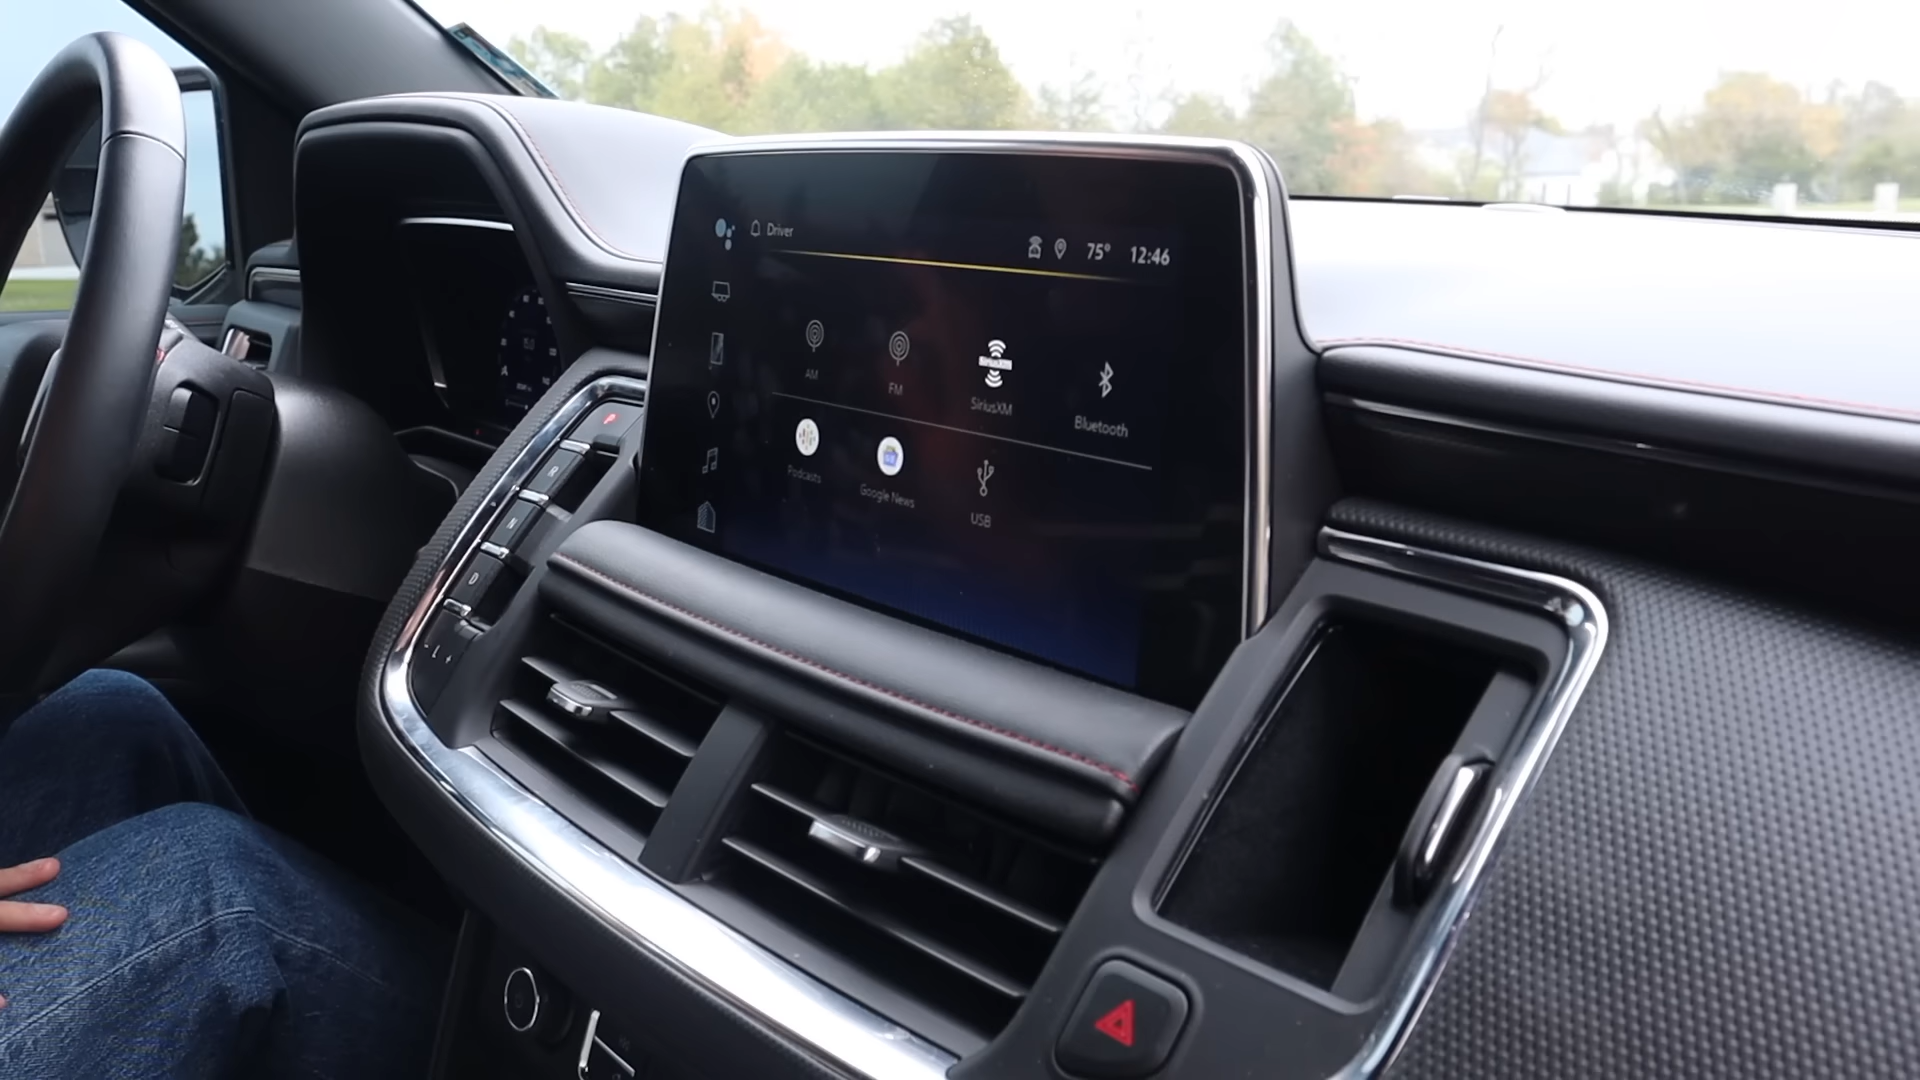 Driver
75° 12:46
AM FM SiriusXM Bluetooth
Podcasts Google News USB
P
R
N
D
- L +